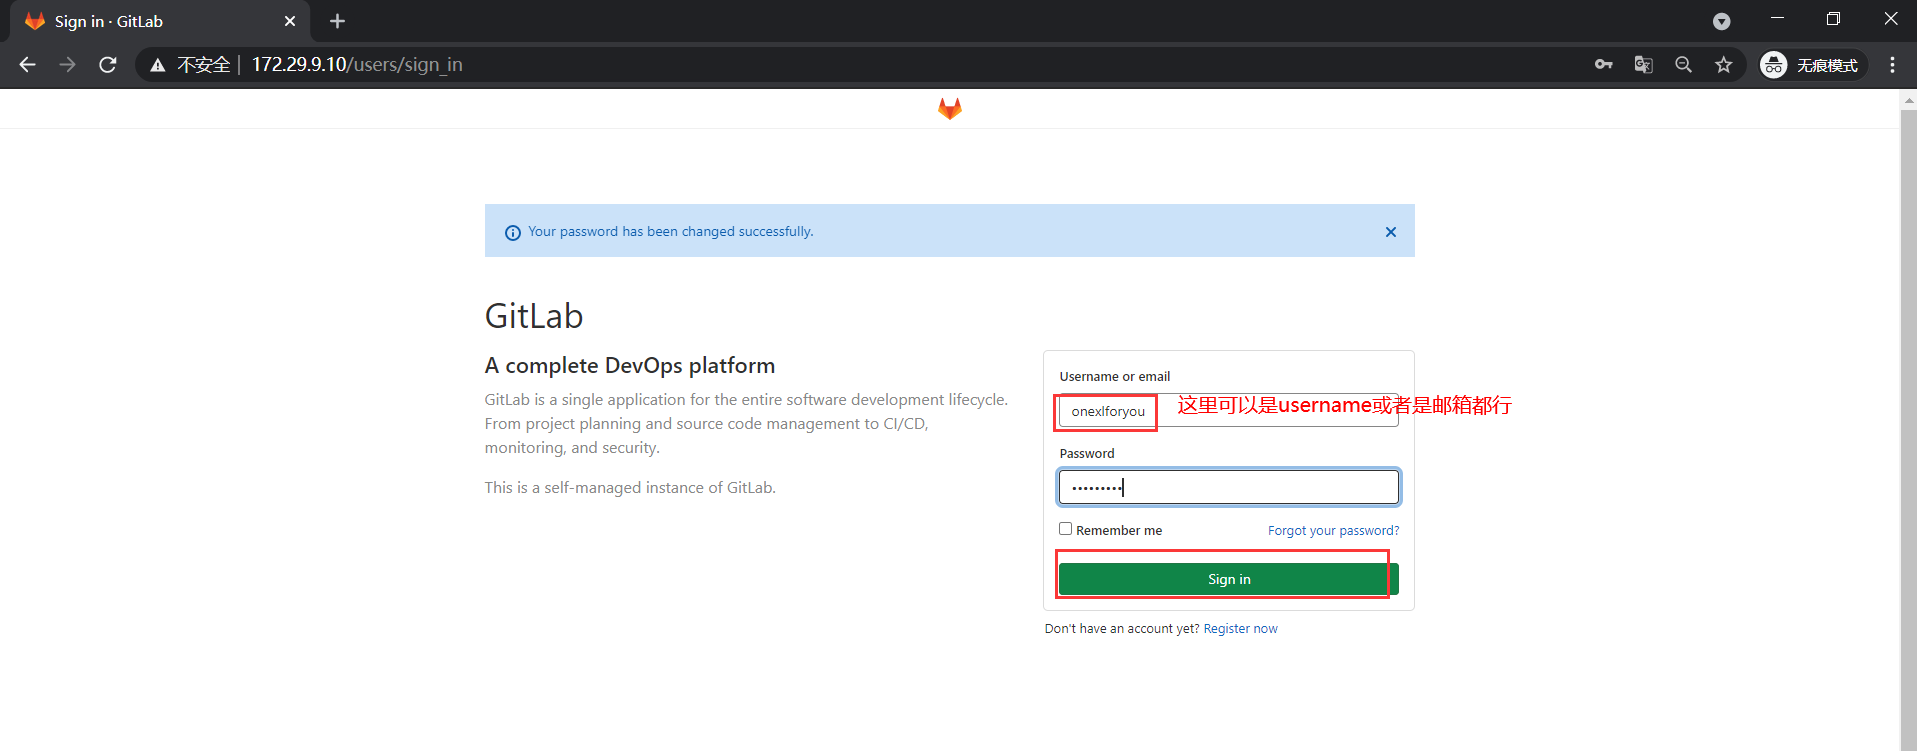 Sign in · GitLab
不安全 172.29.9.10/users/sign_in
无痕模式
Your password has been changed successfully.
GitLab
A complete DevOps platform
GitLab is a single application for the entire software development lifecycle.
From project planning and source code management to CI/CD,
monitoring, and security.
This is a self-managed instance of GitLab.
Username or email
onexlforyou
这里可以是username或者是邮箱都行
Password
Remember me
Forgot your password?
Sign in
Don't have an account yet? Register now